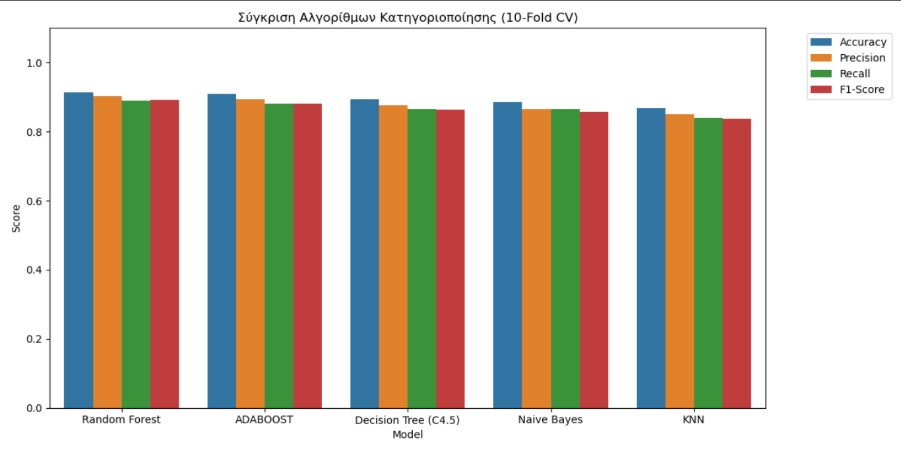 Σύγκριση Αλγορίθμων Κατηγοριοποίησης (10-Fold CV)
Accuracy
Precision
Recall
F1-Score
1.0
0.8
0.6
0.4
0.2
0.0
Score
Random Forest
ADABOOST
Decision Tree (C4.5)
Naive Bayes
KNN
Model